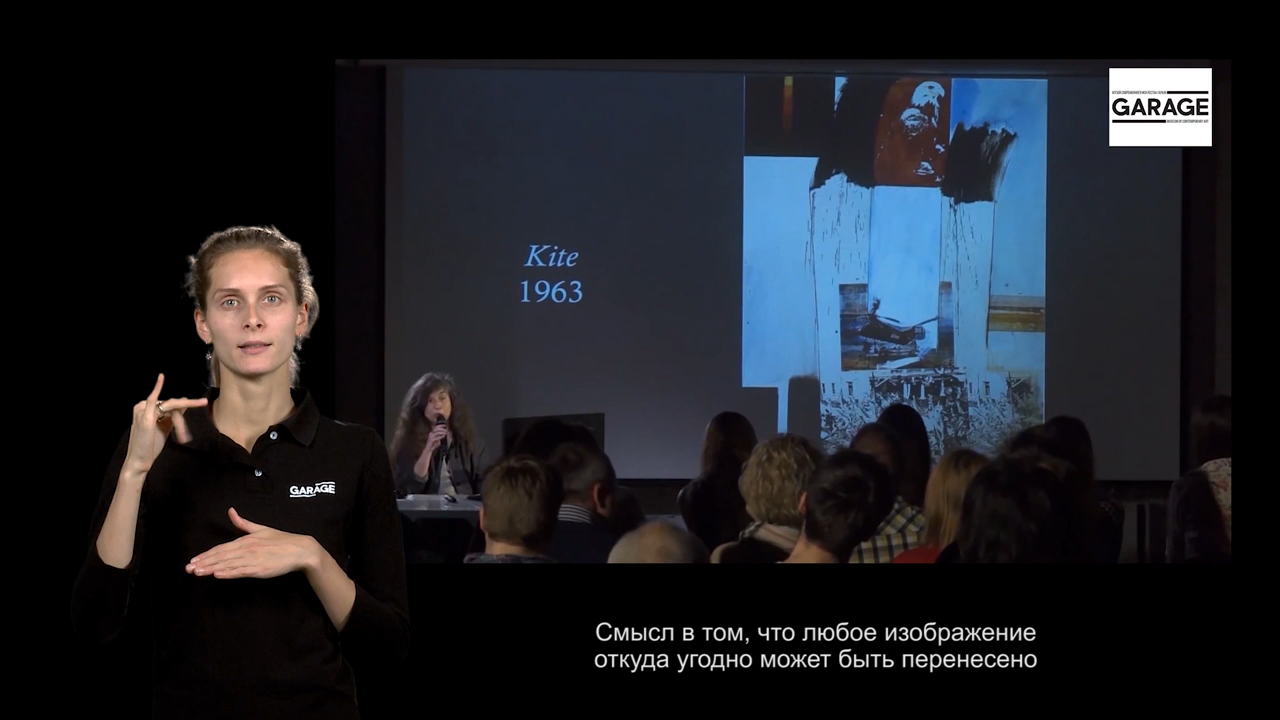 GARAGE
Kite
1963
GARAGE
Смысл в том, что любое изображение
откуда угодно может быть перенесено